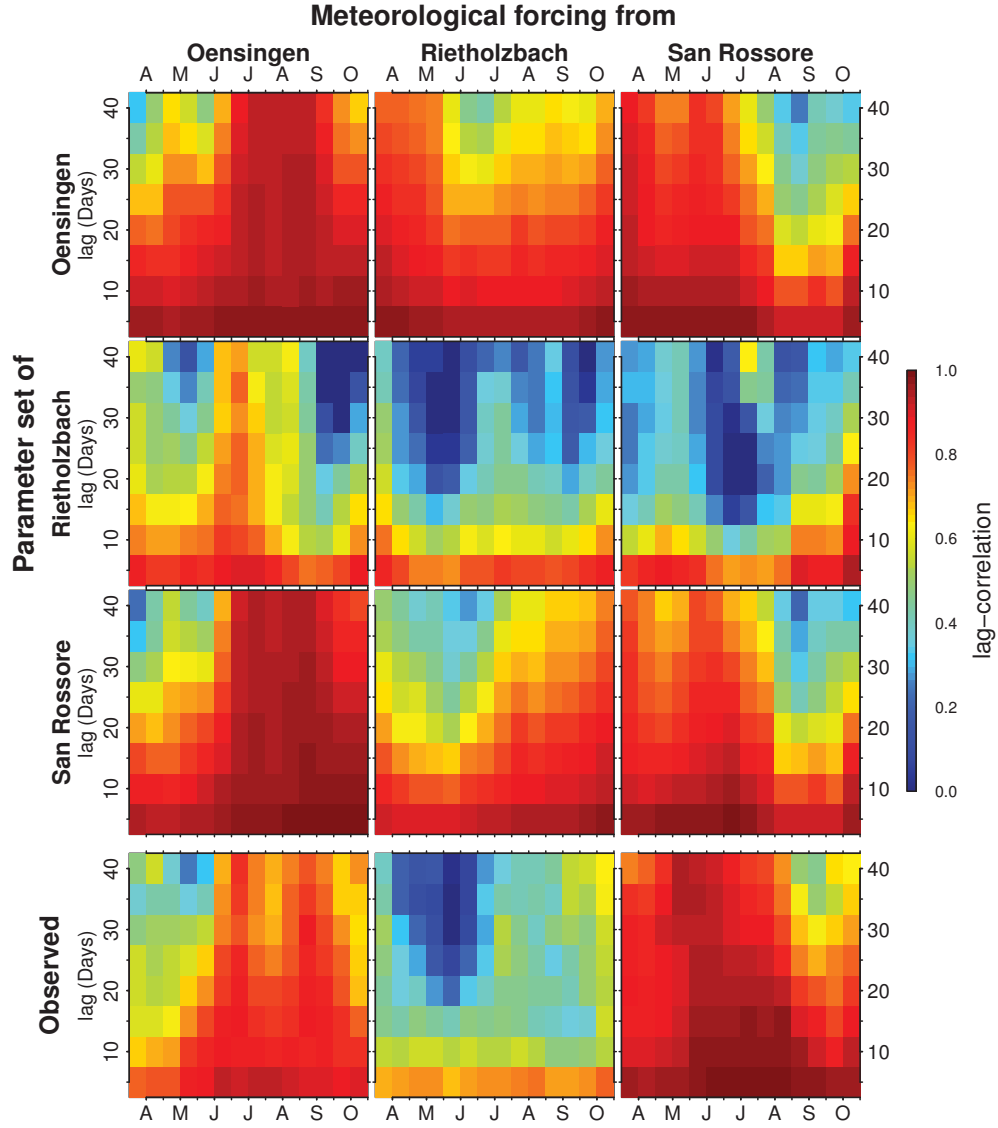 Meteorological forcing from
Oensingen Rietholzbach San Rossore
A M J J A S O A M J J A S O A M J J A S O
Parameter set of
Oensingen
lag (Days)
40 30 20 10
40 30 20 10
Rietholzbach
lag (Days)
40 30 20 10
40 30 20 10
San Rossore
lag (Days)
40 30 20 10
40 30 20 10
Observed
lag (Days)
40 30 20 10
40 30 20 10
A M J J A S O A M J J A S O A M J J A S O
1.0
0.8
0.6
0.4
0.2
0.0
lag−correlation